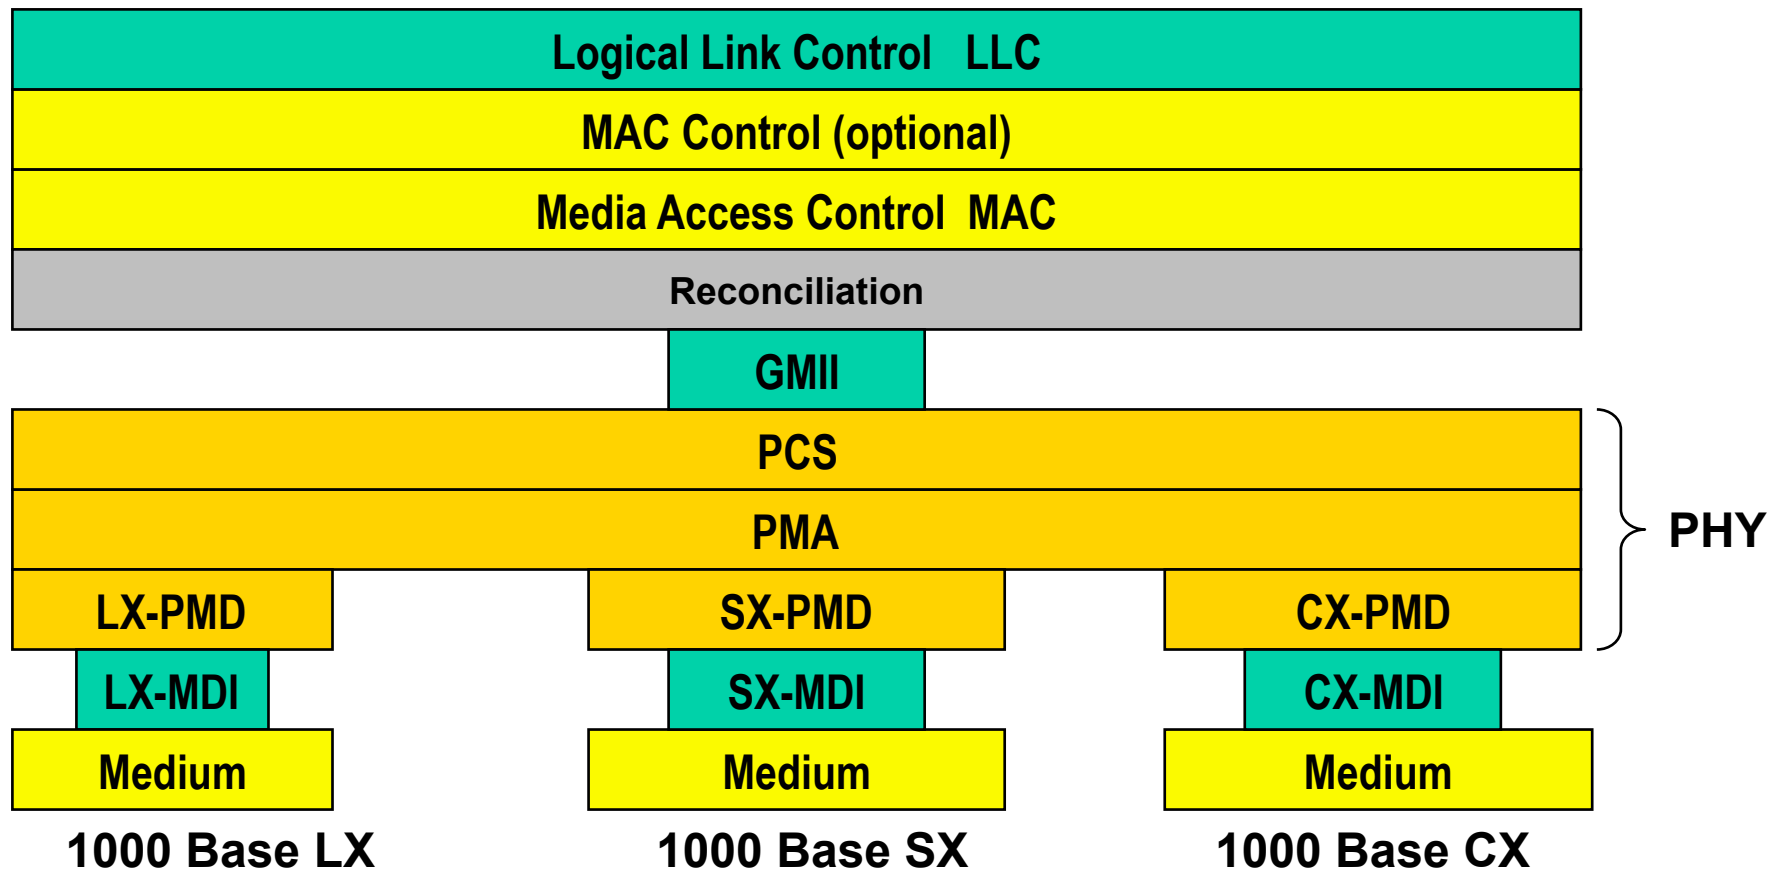 Logical Link Control LLC
MAC Control (optional)
Media Access Control MAC
Reconciliation
GMII
PCS
PMA
PHY
LX-PMD SX-PMD CX-PMD
LX-MDI SX-MDI CX-MDI
Medium Medium Medium
1000 Base LX 1000 Base SX 1000 Base CX